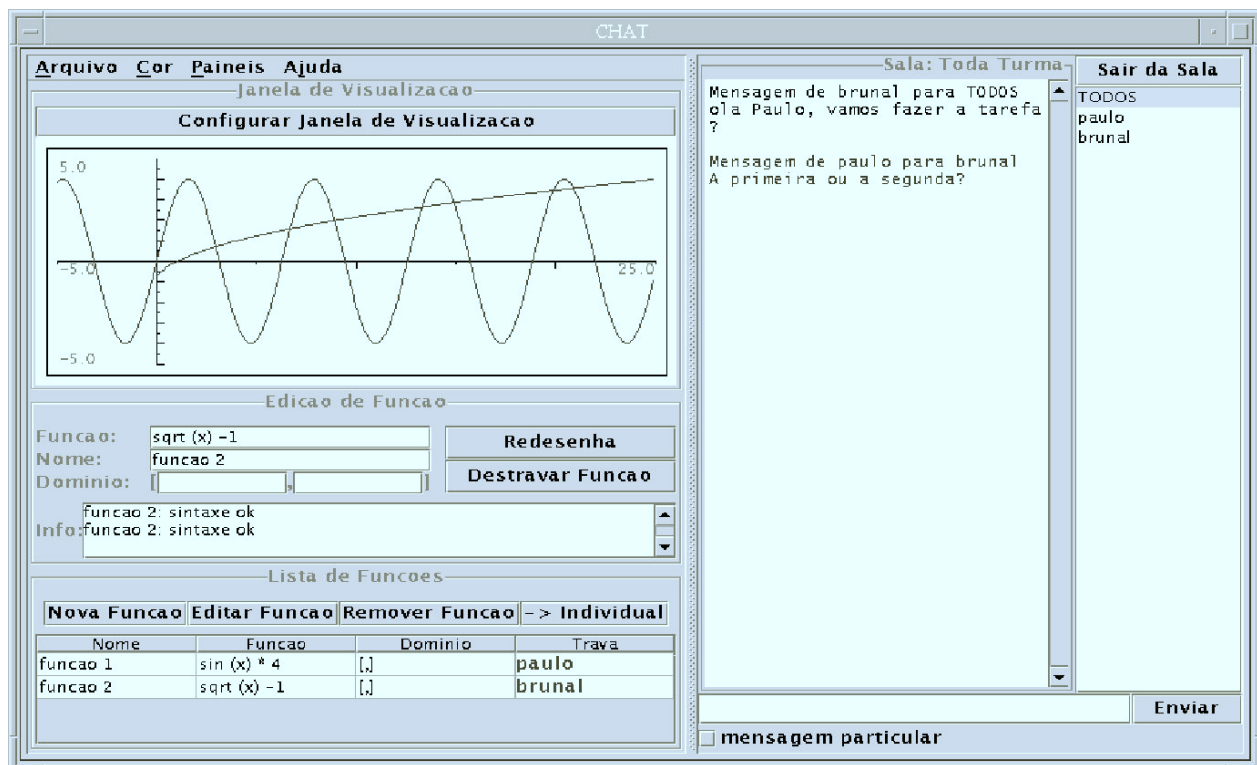 CHAT
Arquivo Cor Paineis Ajuda
Janela de Visualizacao
Configurar Janela de Visualizacao
5.0
-5.0
25.0
-5.0
Edicao de Funcao
Funcao: sqrt (x) -1
Redesenha
Nome: funcao 2
Dominio: [ , ]
Destravar Funcao
funcao 2: sintaxe ok
Info: funcao 2: sintaxe ok
Lista de Funcoes
Nova Funcao Editar Funcao Remover Funcao -> Individual
Nome Funcao Dominio Trava
funcao 1 sin (x) * 4 [,] paulo
funcao 2 sqrt (x) -1 [,] brunal
Sala: Toda Turma
Mensagem de brunal para TODOS
ola Paulo, vamos fazer a tarefa
?
Mensagem de paulo para brunal
A primeira ou a segunda?
Sair da Sala
TODOS
paulo
brunal
Enviar
mensagem particular